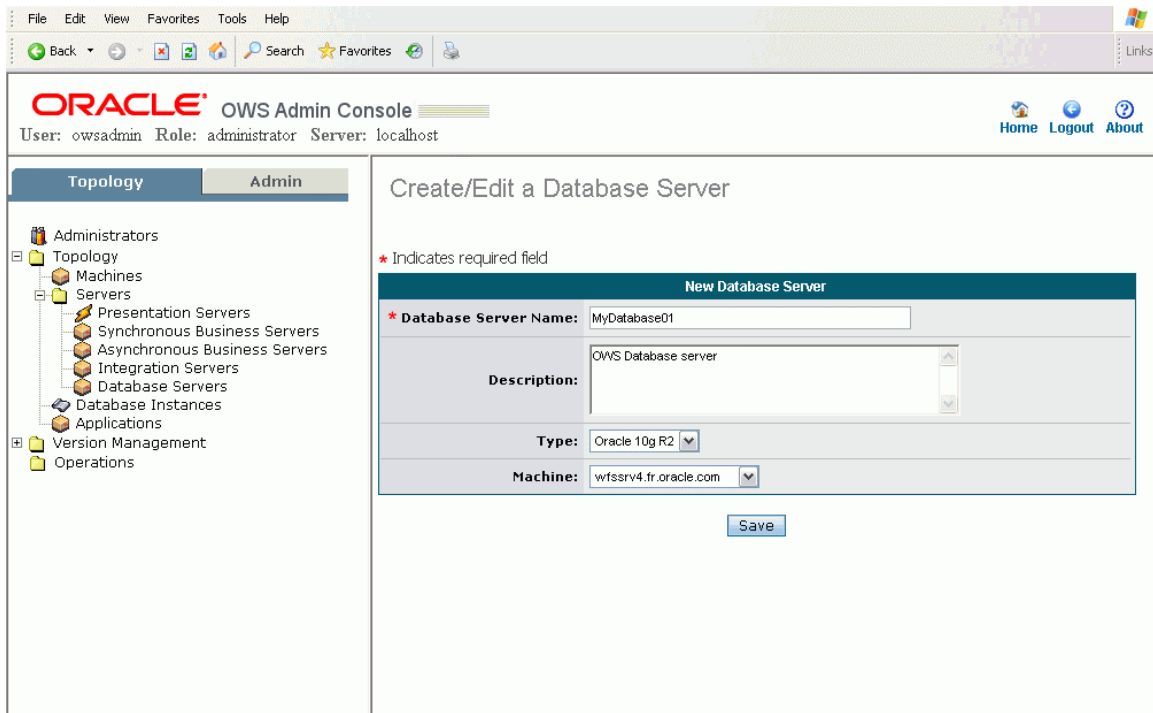 File Edit View Favorites Tools Help
Back Search Favorites
Links
ORACLE OWS Admin Console
User: owsadmin Role: administrator Server: localhost
Home Logout About
Topology Admin
Administrators
Topology
Machines
Servers
Presentation Servers
Synchronous Business Servers
Asynchronous Business Servers
Integration Servers
Database Servers
Database Instances
Applications
Version Management
Operations
Create/Edit a Database Server
* Indicates required field
New Database Server
* Database Server Name: MyDatabase01
Description: OWS Database server
Type: Oracle 10g R2
Machine: wfssrv4.fr.oracle.com
Save